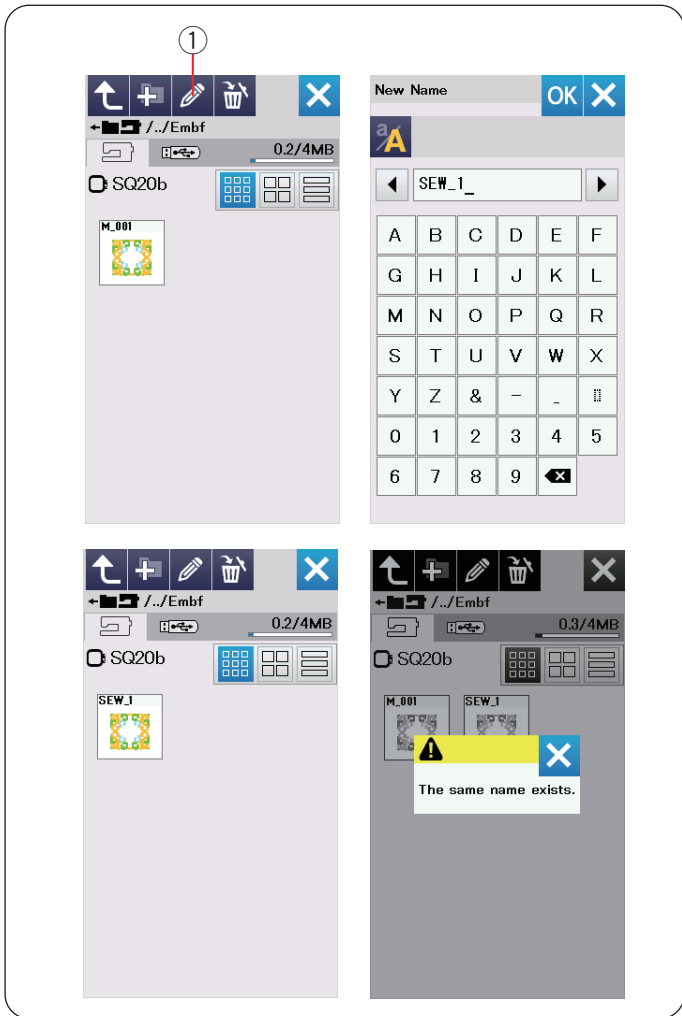 1
/../Embf
0.2/4MB
SQ20b
M_001
New Name
OK
a/A
SEW_1_
A B C D E F
G H I J K L
M N O P Q R
S T U V W X
Y Z & - _
0 1 2 3 4 5
6 7 8 9
/../Embf
0.2/4MB
SQ20b
SEW_1
/../Embf
0.3/4MB
SQ20b
M_001 SEW_1
The same name exists.